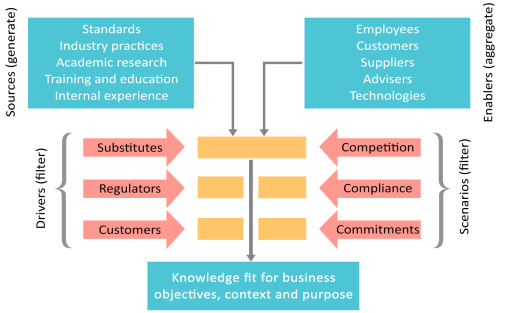 Sources (generate)
Standards
Industry practices
Academic research
Training and education
Internal experience
Employees
Customers
Suppliers
Advisers
Technologies
Enablers (aggregate)
Drivers (filter)
Substitutes
Regulators
Customers
Competition
Compliance
Commitments
Scenarios (filter)
Knowledge fit for business
objectives, context and purpose